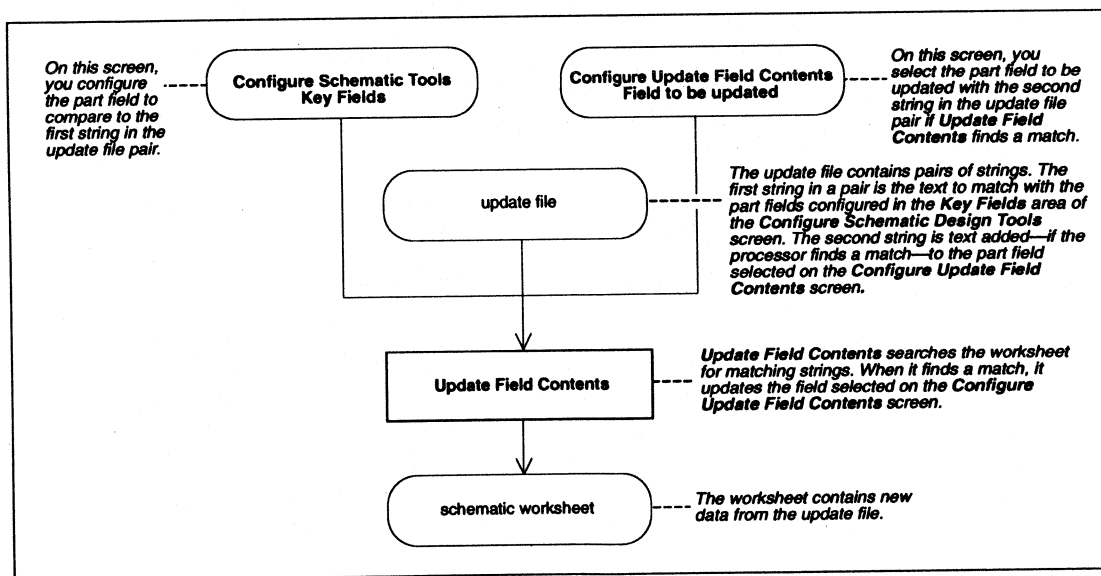 On this screen,
you configure
the part field to
compare to the
first string in the
update file pair.
Configure Schematic Tools
Key Fields
Configure Update Field Contents
Field to be updated
On this screen, you
select the part field to be
updated with the second
string in the update file
pair if Update Field
Contents finds a match.
update file
The update file contains pairs of strings. The
first string in a pair is the text to match with the
part fields configured in the Key Fields area of
the Configure Schematic Design Tools
screen. The second string is text added—if the
processor finds a match—to the part field
selected on the Configure Update Field
Contents screen.
Update Field Contents
Update Field Contents searches the worksheet
for matching strings. When it finds a match, it
updates the field selected on the Configure
Update Field Contents screen.
schematic worksheet
The worksheet contains new
data from the update file.